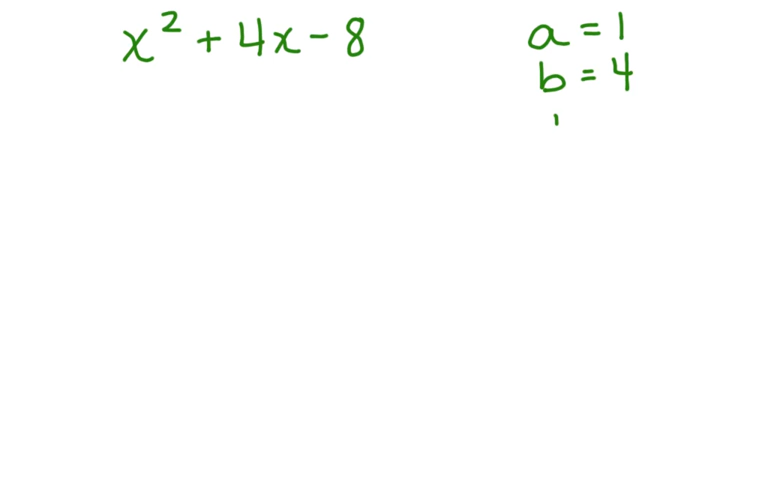 x² + 4x - 8
a = 1
b = 4